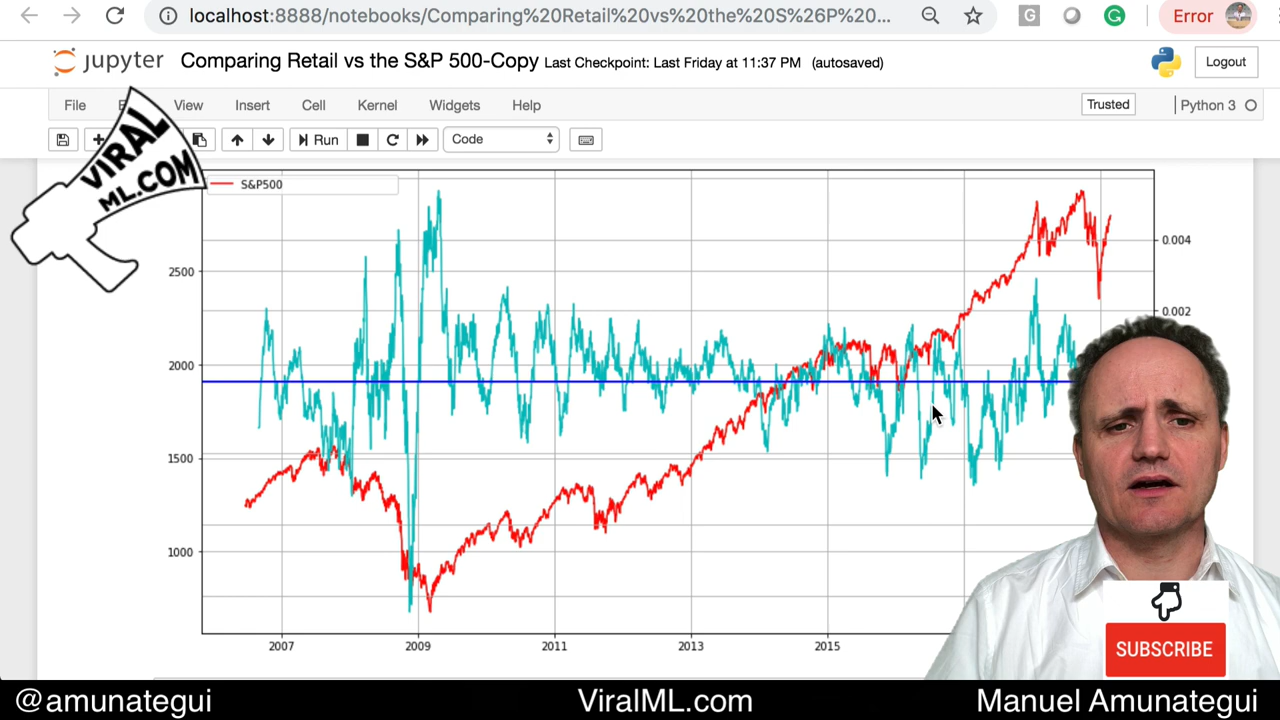 localhost:8888/notebooks/Comparing%20Retail%20vs%20the%20S%26P%20...
G
G
Error
jupyter
Comparing Retail vs the S&P 500-Copy Last Checkpoint: Last Friday at 11:37 PM (autosaved)
Logout
File
View
Insert
Cell
Kernel
Widgets
Help
Trusted
Python 3
Run
Code
VIRAL
ML.COM
S&P500
2500
2000
1500
1000
0.004
0.002
2007
2009
2011
2013
2015
SUBSCRIBE
@amunategui
ViralML.com
Manuel Amunategui